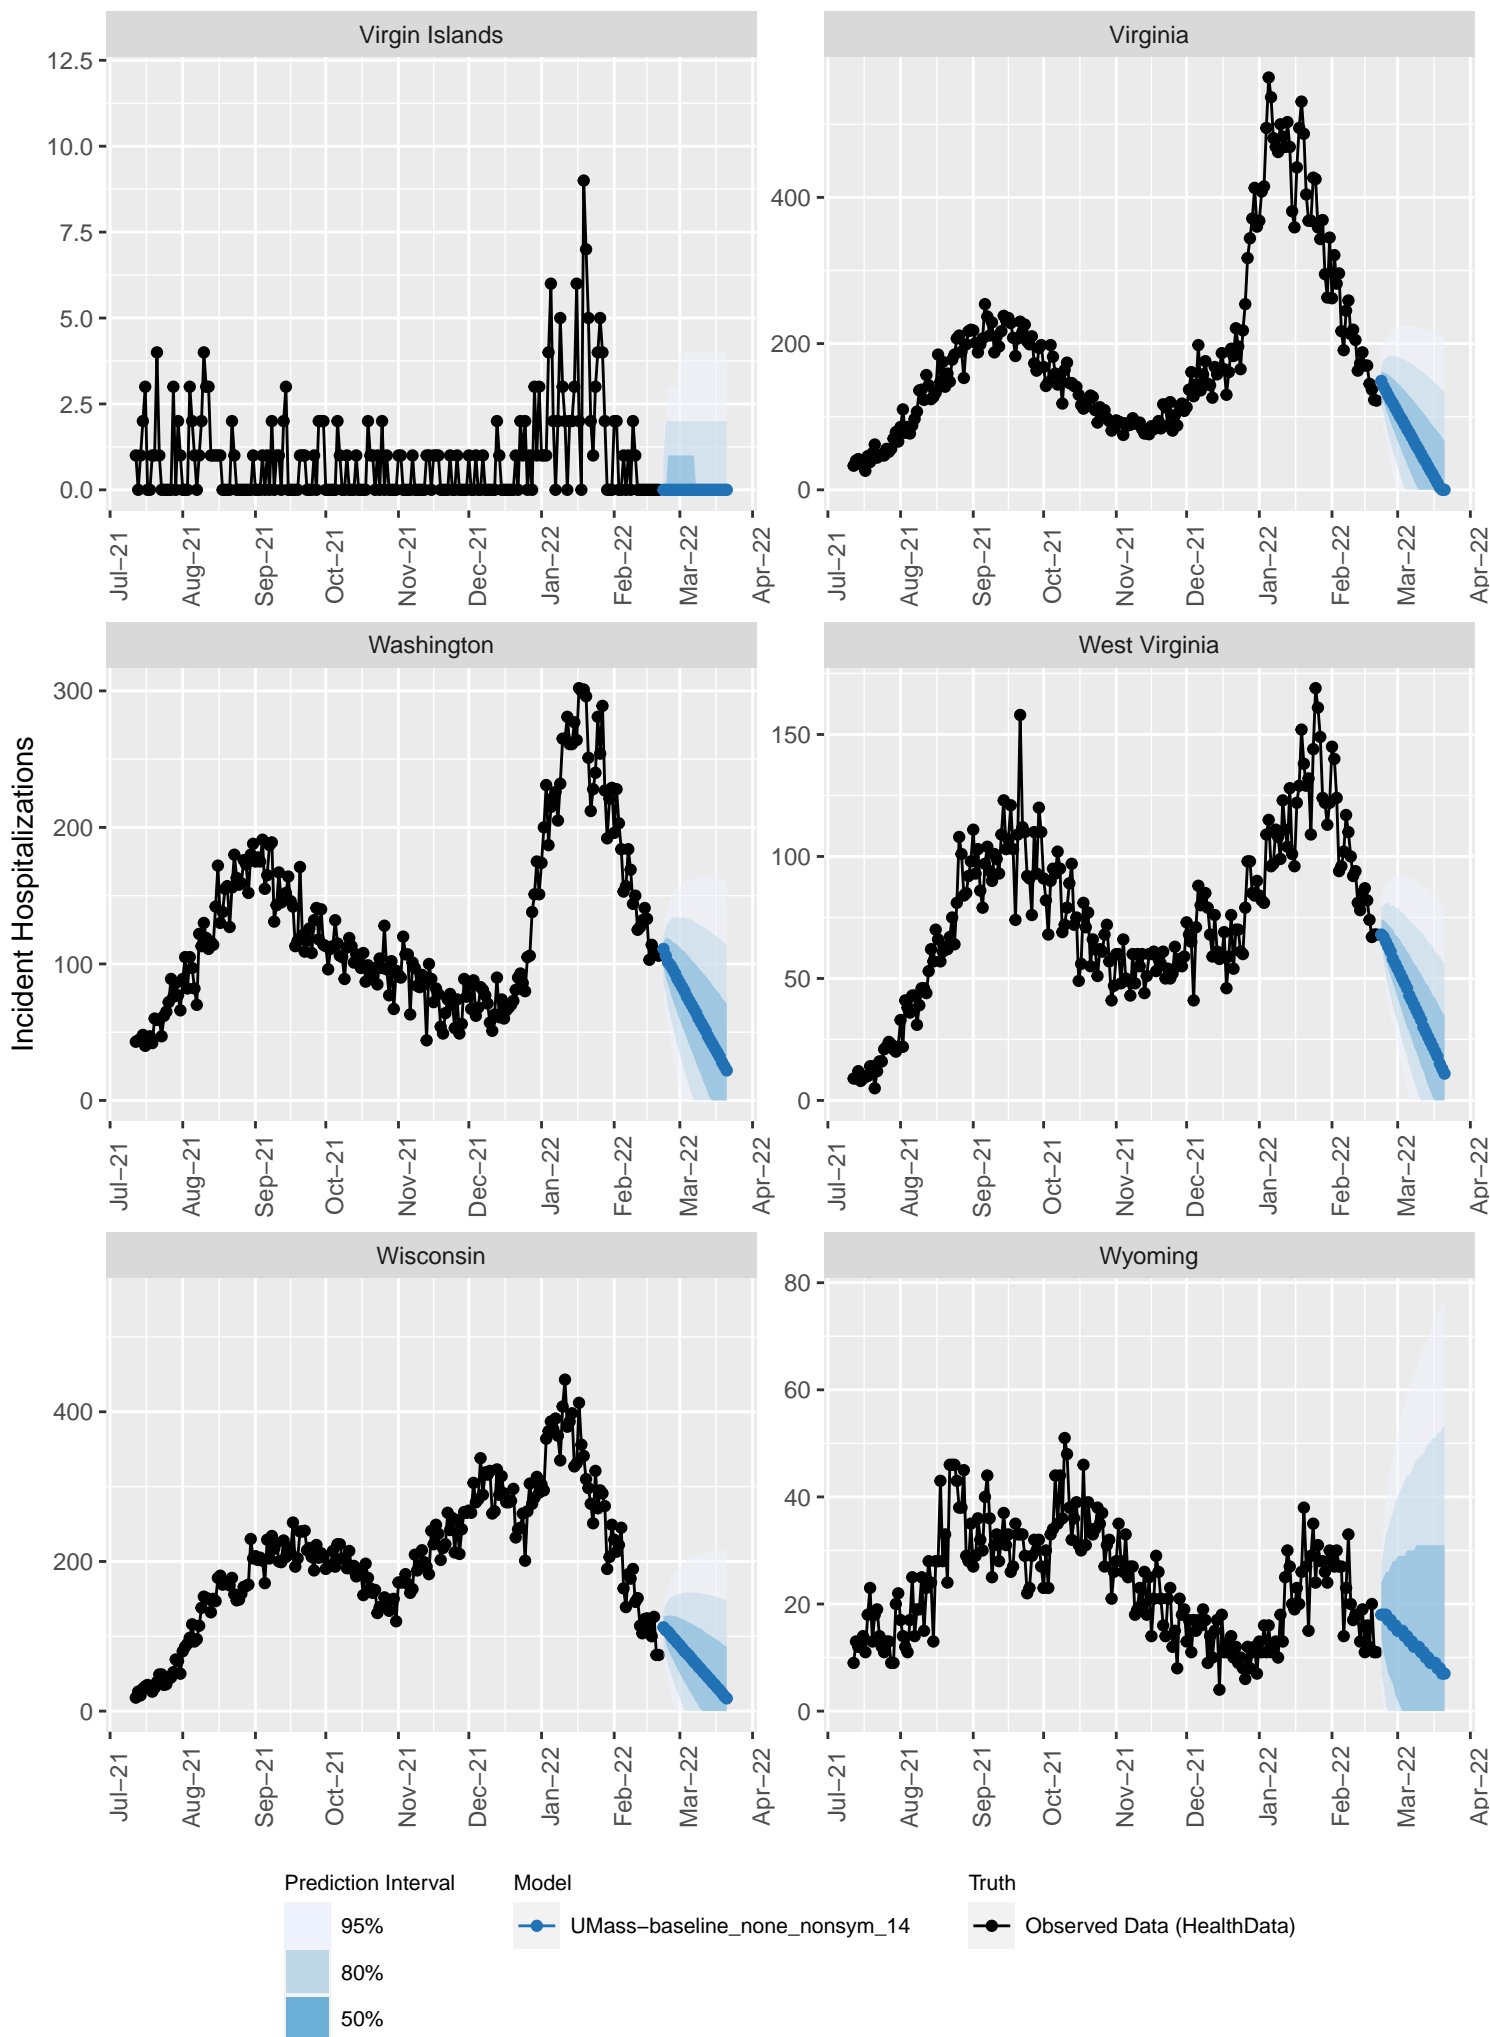 Virgin Islands
Virginia
12.5
10.0
7.5
5.0
2.5
0.0
400
200
0
Jul−21
Aug−21
Sep−21
Oct−21
Nov−21
Dec−21
Jan−22
Feb−22
Mar−22
Apr−22
Jul−21
Aug−21
Sep−21
Oct−21
Nov−21
Dec−21
Jan−22
Feb−22
Mar−22
Apr−22
Washington
West Virginia
Incident Hospitalizations
300
200
100
0
150
100
50
0
Jul−21
Aug−21
Sep−21
Oct−21
Nov−21
Dec−21
Jan−22
Feb−22
Mar−22
Apr−22
Jul−21
Aug−21
Sep−21
Oct−21
Nov−21
Dec−21
Jan−22
Feb−22
Mar−22
Apr−22
Wisconsin
Wyoming
400
200
0
80
60
40
20
0
Jul−21
Aug−21
Sep−21
Oct−21
Nov−21
Dec−21
Jan−22
Feb−22
Mar−22
Apr−22
Jul−21
Aug−21
Sep−21
Oct−21
Nov−21
Dec−21
Jan−22
Feb−22
Mar−22
Apr−22
Prediction Interval
95%
80%
50%
Model
UMass−baseline_none_nonsym_14
Truth
Observed Data (HealthData)